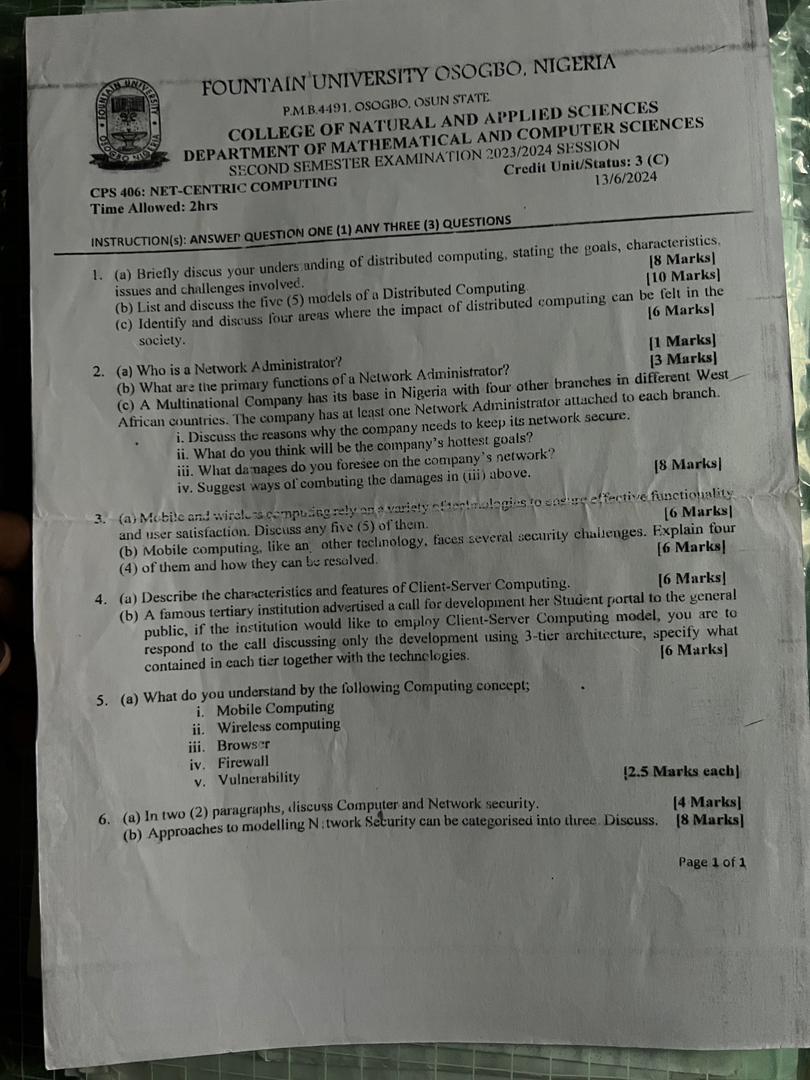 FOUNTAIN UNIVERSITY OSOGBO, NIGERIA
P.M.B.4491, OSOGBO, OSUN STATE
COLLEGE OF NATURAL AND APPLIED SCIENCES
DEPARTMENT OF MATHEMATICAL AND COMPUTER SCIENCES
SECOND SEMESTER EXAMINATION 2023/2024 SESSION
CPS 406: NET-CENTRIC COMPUTING Credit Unit/Status: 3 (C)
Time Allowed: 2hrs 13/6/2024
INSTRUCTION(s): ANSWER QUESTION ONE (1) ANY THREE (3) QUESTIONS
1. (a) Briefly discus your understanding of distributed computing, stating the goals, characteristics,
issues and challenges involved. [8 Marks]
(b) List and discuss the five (5) models of a Distributed Computing. [10 Marks]
(c) Identify and discuss four areas where the impact of distributed computing can be felt in the
society. [6 Marks]
2. (a) Who is a Network Administrator? [1 Marks]
(b) What are the primary functions of a Network Administrator? [3 Marks]
(c) A Multinational Company has its base in Nigeria with four other branches in different West
African countries. The company has at least one Network Administrator attached to each branch.
i. Discuss the reasons why the company needs to keep its network secure.
ii. What do you think will be the company's hottest goals?
iii. What damages do you foresee on the company's network?
iv. Suggest ways of combating the damages in (iii) above. [8 Marks]
3. (a) Mobile and wireless computing rely on a variety of technologies to ensure effective functionality
and user satisfaction. Discuss any five (5) of them. [6 Marks]
(b) Mobile computing, like any other technology, faces several security challenges. Explain four
(4) of them and how they can be resolved. [6 Marks]
4. (a) Describe the characteristics and features of Client-Server Computing. [6 Marks]
(b) A famous tertiary institution advertised a call for development her Student portal to the general
public, if the institution would like to employ Client-Server Computing model, you are to
respond to the call discussing only the development using 3-tier architecture, specify what
contained in each tier together with the technologies. [6 Marks]
5. (a) What do you understand by the following Computing concept;
i. Mobile Computing
ii. Wireless computing
iii. Browser
iv. Firewall
v. Vulnerability [2.5 Marks each]
6. (a) In two (2) paragraphs, discuss Computer and Network security. [4 Marks]
(b) Approaches to modelling Network Security can be categorised into three. Discuss. [8 Marks]
Page 1 of 1